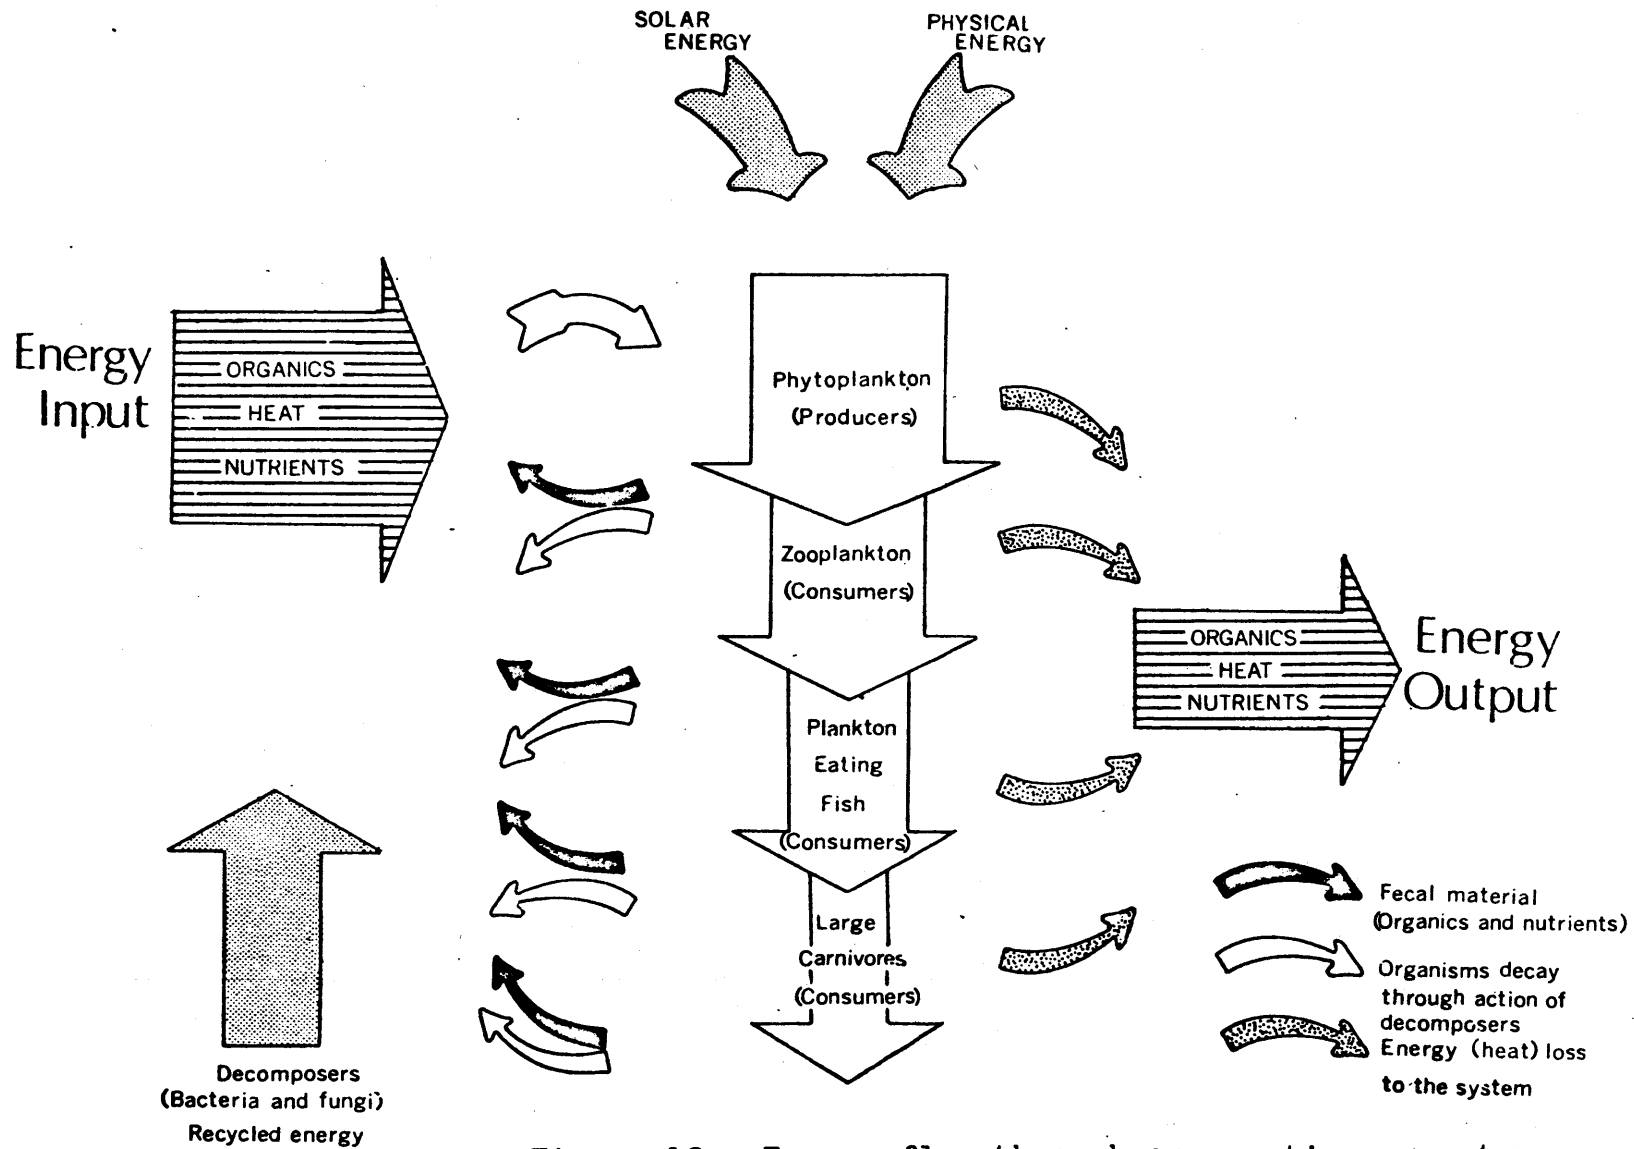 SOLAR
ENERGY
PHYSICAL
ENERGY
Energy
Input
ORGANICS
HEAT
NUTRIENTS
Phytoplankton
(Producers)
Zooplankton
(Consumers)
Plankton
Eating
Fish
(Consumers)
Large
Carnivores
(Consumers)
ORGANICS
HEAT
NUTRIENTS
Energy
Output
Decomposers
(Bacteria and fungi)
Recycled energy
Fecal material
(Organics and nutrients)
Organisms decay
through action of
decomposers
Energy (heat) loss
to the system